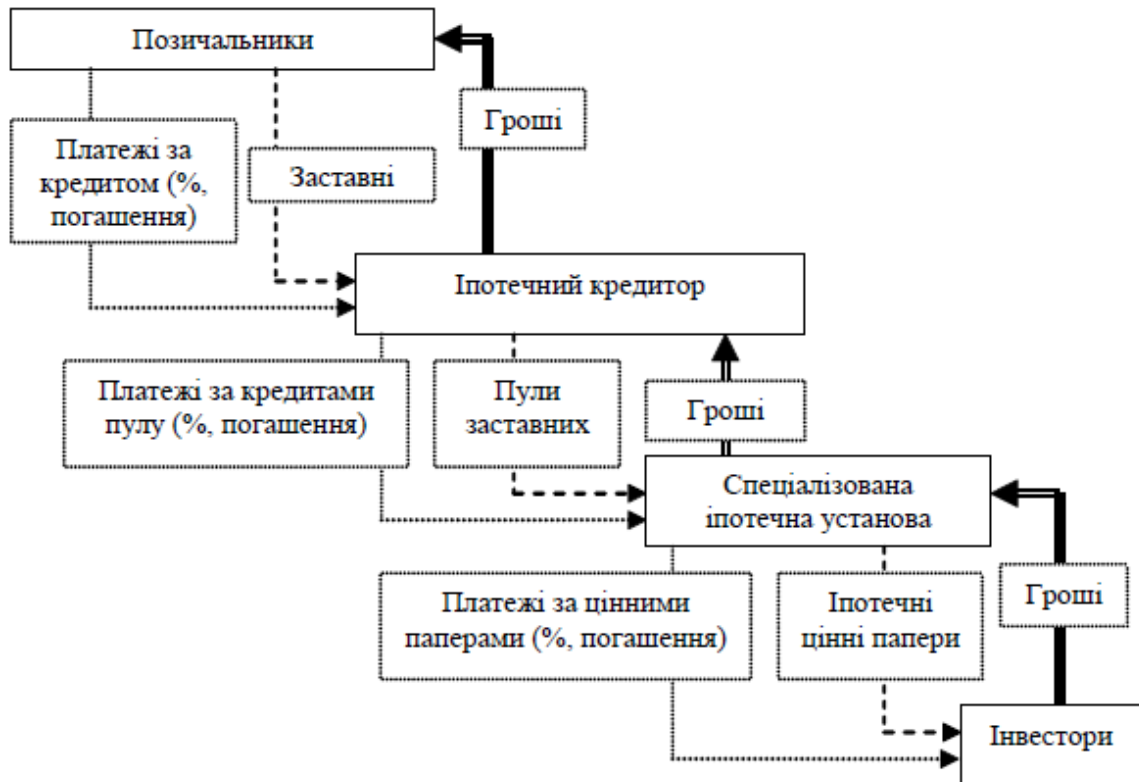 Позичальники
Гроші
Платежі за
кредитом (%,
погашення)
Заставні
Іпотечний кредитор
Платежі за кредитами
пулу (%, погашення)
Пули
заставних
Гроші
Спеціалізована
іпотечна установа
Платежі за цінними
паперами (%, погашення)
Іпотечні
цінні папери
Гроші
Інвестори